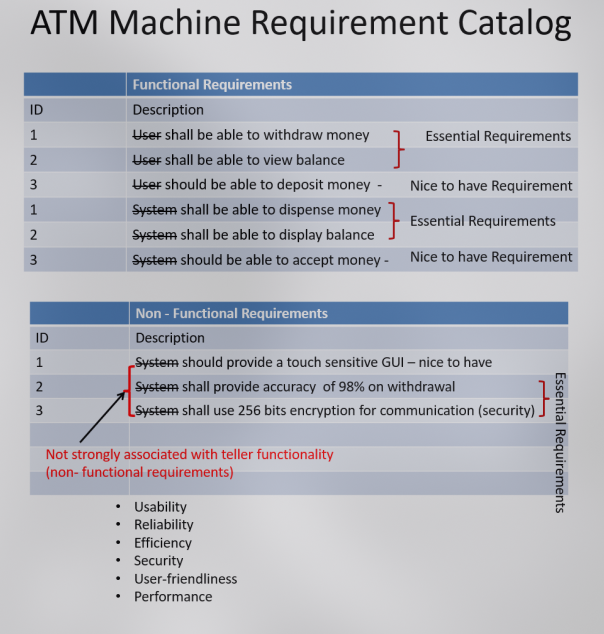 ATM Machine Requirement Catalog
Functional Requirements
ID Description
1 User shall be able to withdraw money
Essential Requirements
2 User shall be able to view balance
3 User should be able to deposit money - Nice to have Requirement
1 System shall be able to dispense money
Essential Requirements
2 System shall be able to display balance
3 System should be able to accept money - Nice to have Requirement
Non - Functional Requirements
ID Description
1 System should provide a touch sensitive GUI – nice to have
2 System shall provide accuracy of 98% on withdrawal
3 System shall use 256 bits encryption for communication (security)
Essential Requirements
Not strongly associated with teller functionality
(non- functional requirements)
• Usability
• Reliability
• Efficiency
• Security
• User-friendliness
• Performance